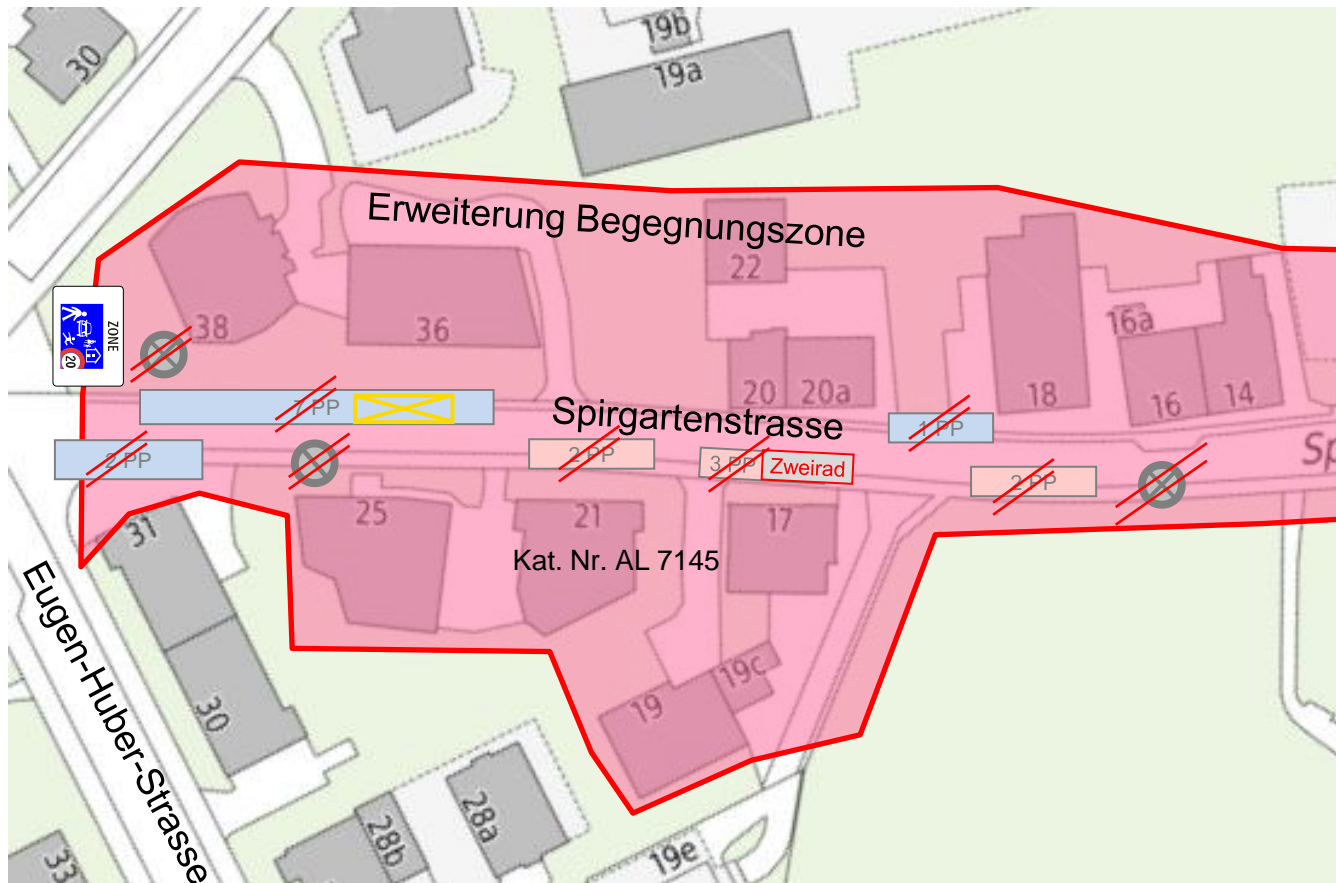 30
19b
19a
Erweiterung Begegnungszone
22
38
36
ZONE
20
16a
20
20a
18
16
14
7 PP
Spirgartenstrasse
1 PP
Sp
2 PP
2 PP
3 PP
Zweirad
2 PP
25
21
17
31
Kat. Nr. AL 7145
Eugen-Huber-Strasse
19c
19
30
28a
28b
19e
33